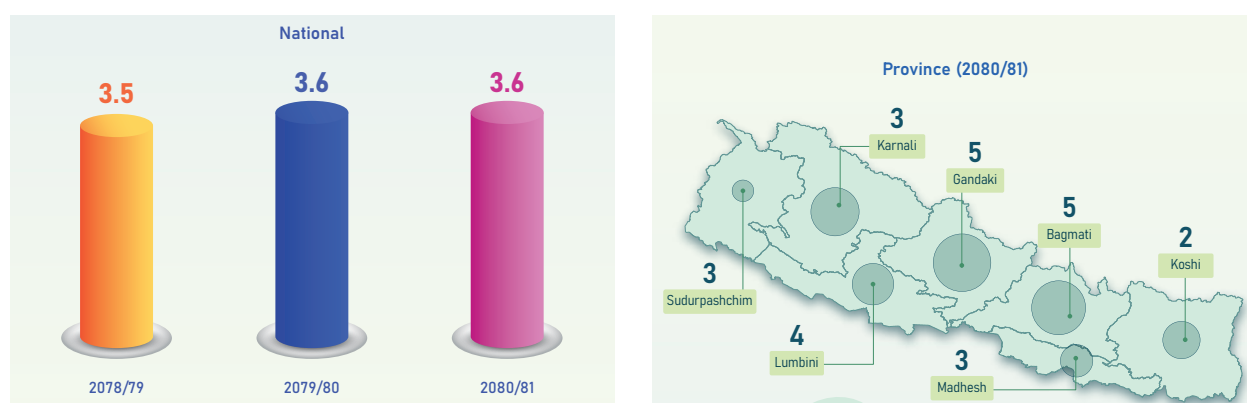 National
3.5
3.6
3.6
2078/79
2079/80
2080/81
Province (2080/81)
3
Karnali
5
Gandaki
5
Bagmati
2
Koshi
3
Sudurpashchim
4
Lumbini
3
Madhesh